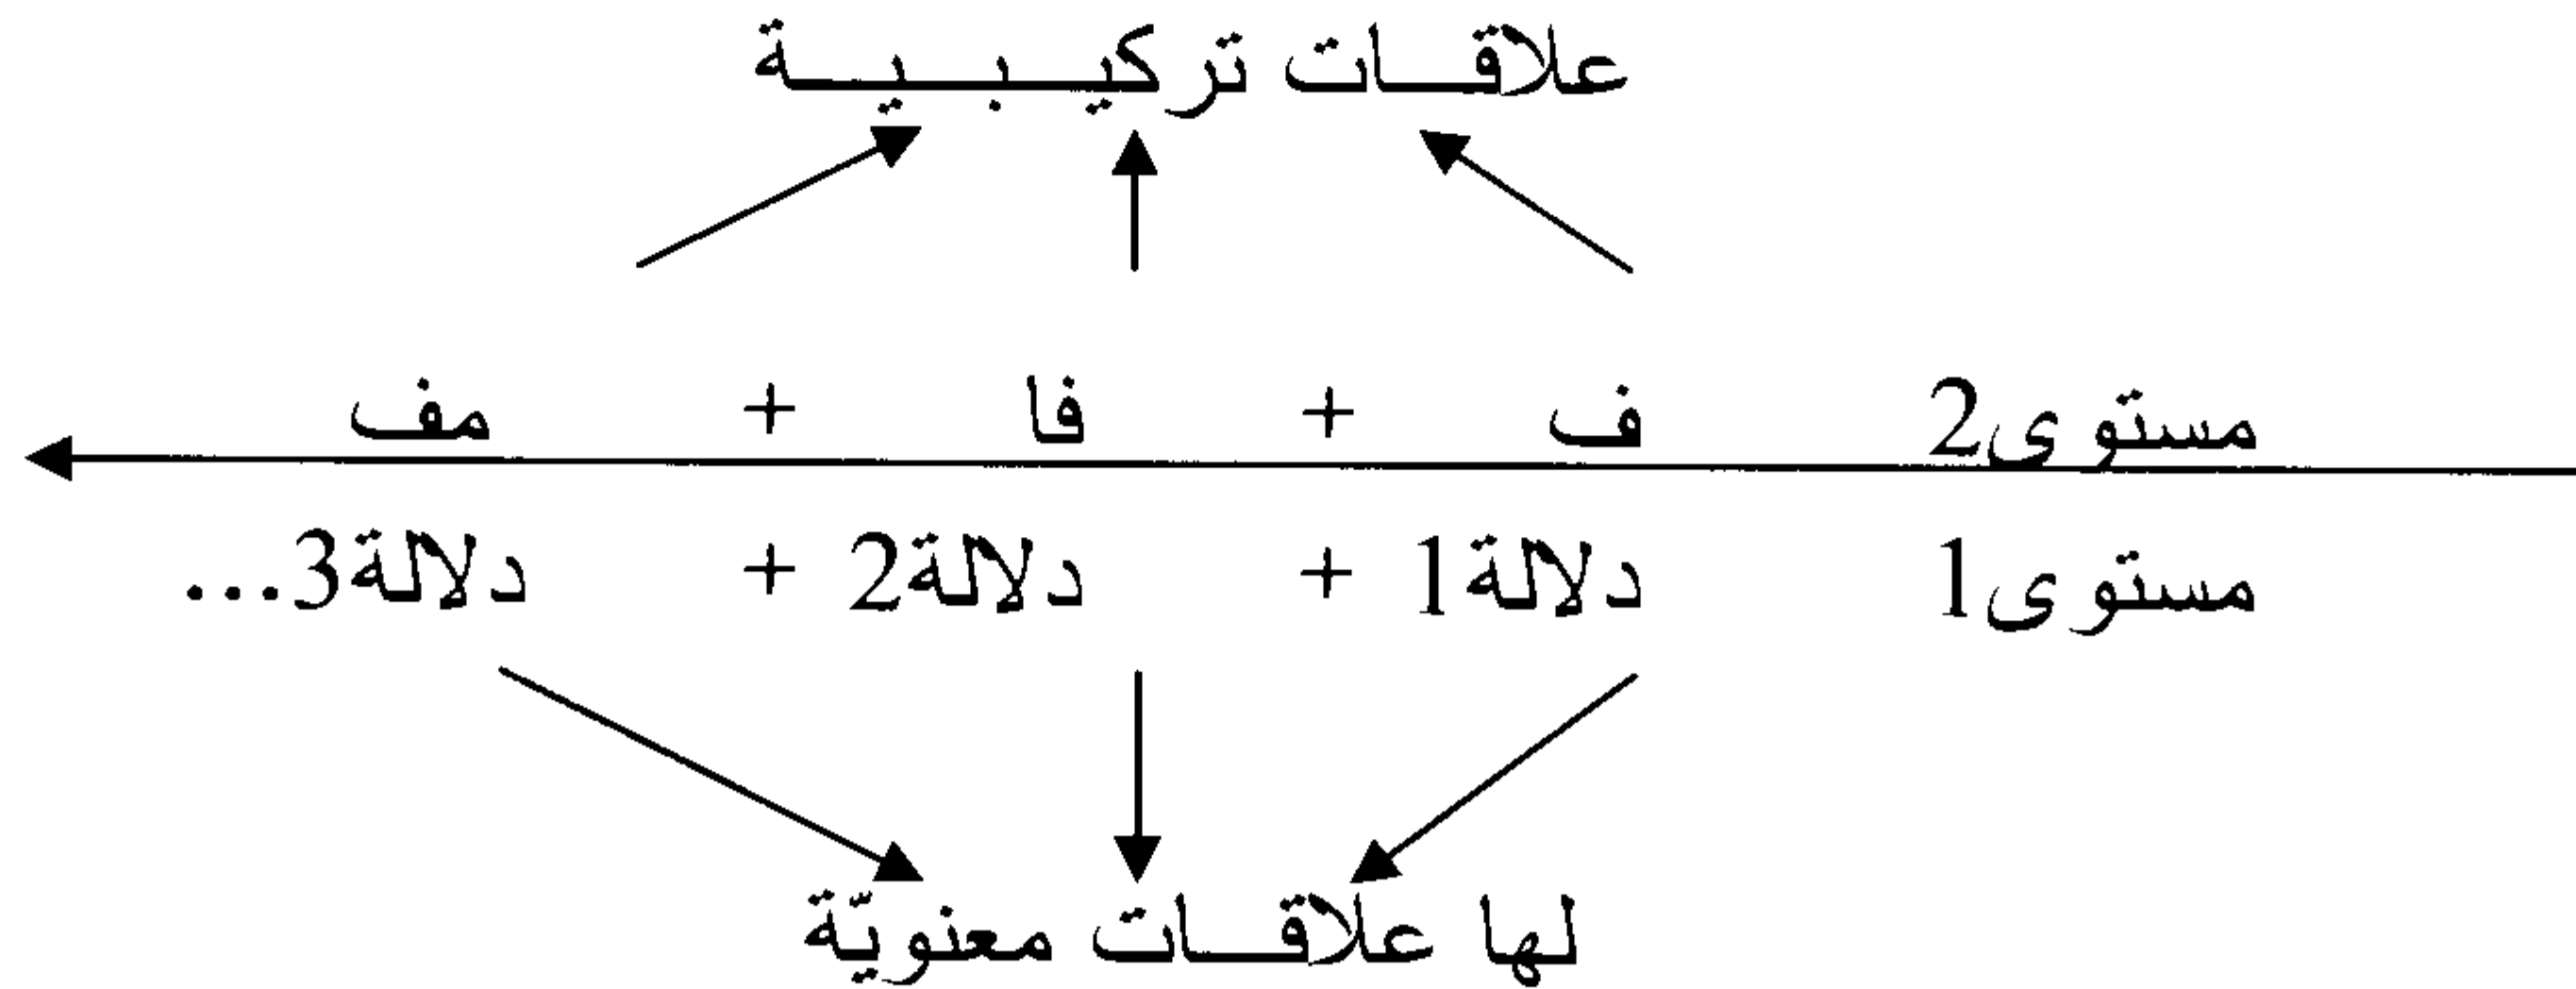 علاقات تركيبية
مستوى2 ف + فا + مف
مستوى1 دلالة1 + دلالة2 + دلالة3...
لها علاقات معنويّة